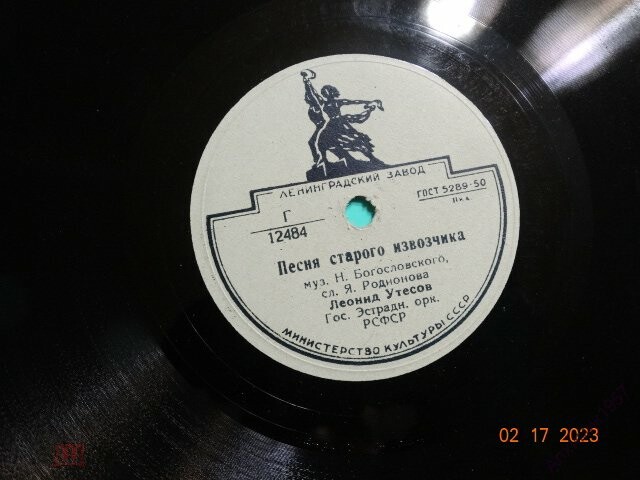 ЛЕНИНГРАДСКИЙ ЗАВОД
ГОСТ 5289-50
Г
12484
Песня старого извозчика
муз. Н. Богословского,
сл. Я. Родионова
Леонид Утесов
Гос. Эстрадн. орк.
РСФСР
МИНИСТЕРСТВО КУЛЬТУРЫ СССР
02 17 2023